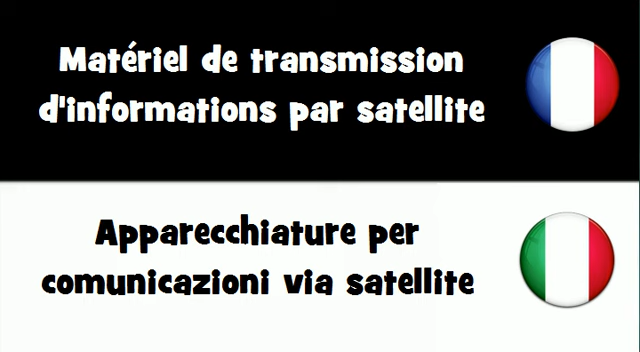 Matériel de transmission
d'informations par satellite
Apparecchiature per
comunicazioni via satellite